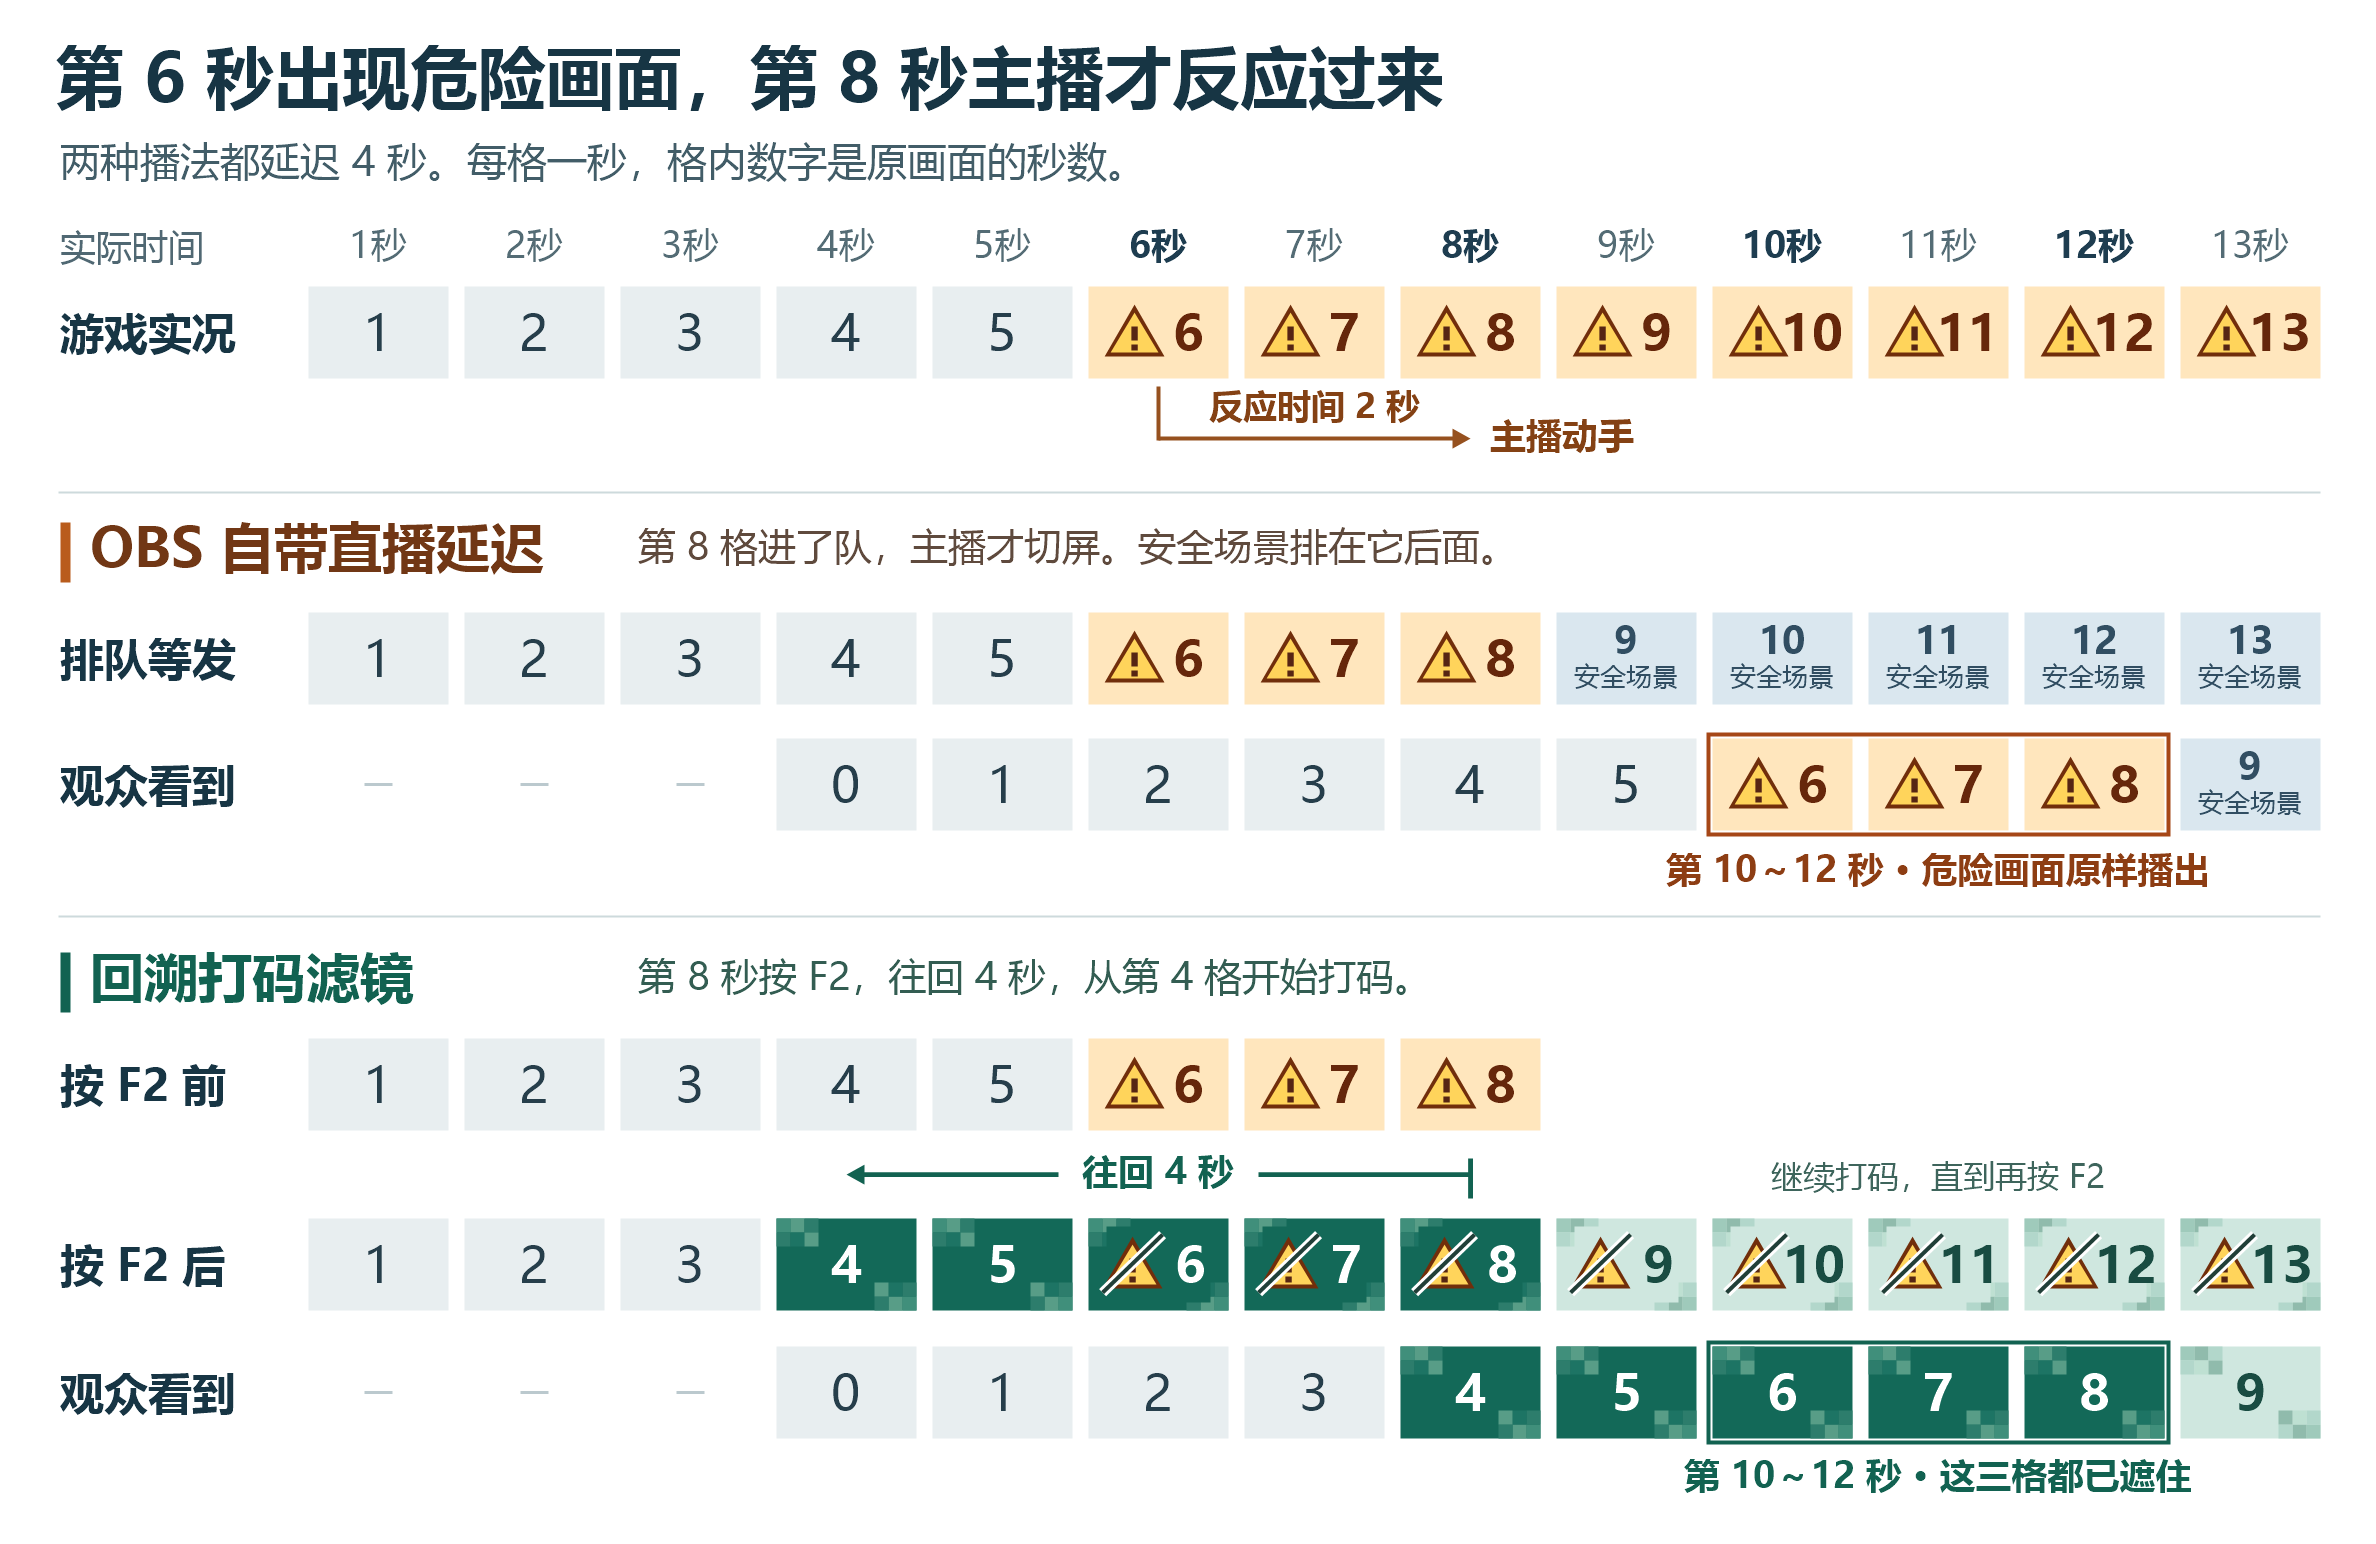 第 6 秒出现危险画面，第 8 秒主播才反应过来
两种播法都延迟 4 秒。每格一秒，格内数字是原画面的秒数。
实际时间 1秒 2秒 3秒 4秒 5秒 6秒 7秒 8秒 9秒 10秒 11秒 12秒 13秒
游戏实况 1 2 3 4 5 6 7 8 9 10 11 12 13
反应时间 2 秒
主播动手
OBS 自带直播延迟 第 8 格进了队，主播才切屏。安全场景排在它后面。
排队等发 1 2 3 4 5 6 7 8 9 10 11 12 13
安全场景 安全场景 安全场景 安全场景 安全场景
观众看到 – – – 0 1 2 3 4 5 6 7 8 9
安全场景
第 10～12 秒・危险画面原样播出
回溯打码滤镜 第 8 秒按 F2，往回 4 秒，从第 4 格开始打码。
按 F2 前 1 2 3 4 5 6 7 8
往回 4 秒 继续打码，直到再按 F2
按 F2 后 1 2 3 4 5 6 7 8 9 10 11 12 13
观众看到 – – – 0 1 2 3 4 5 6 7 8 9
第 10～12 秒・这三格都已遮住